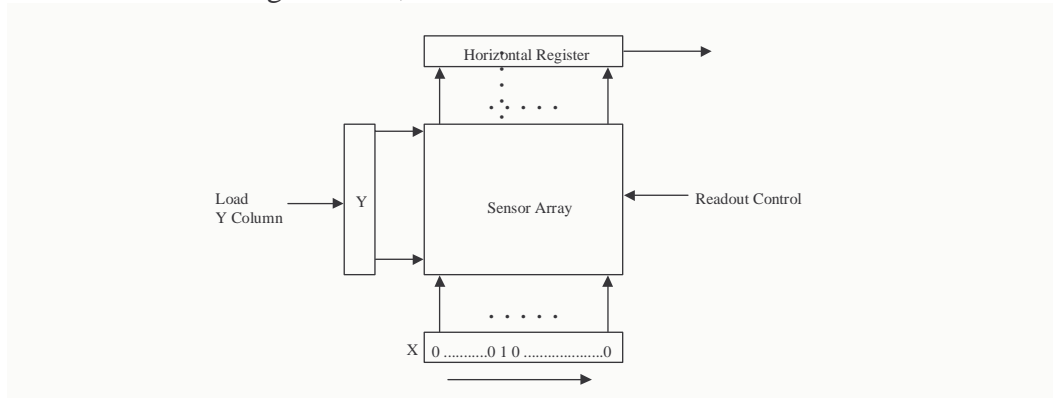 Horizontal Register
Load
Y Column
Y
Sensor Array
Readout Control
X
0 ...........0 1 0 ....................0